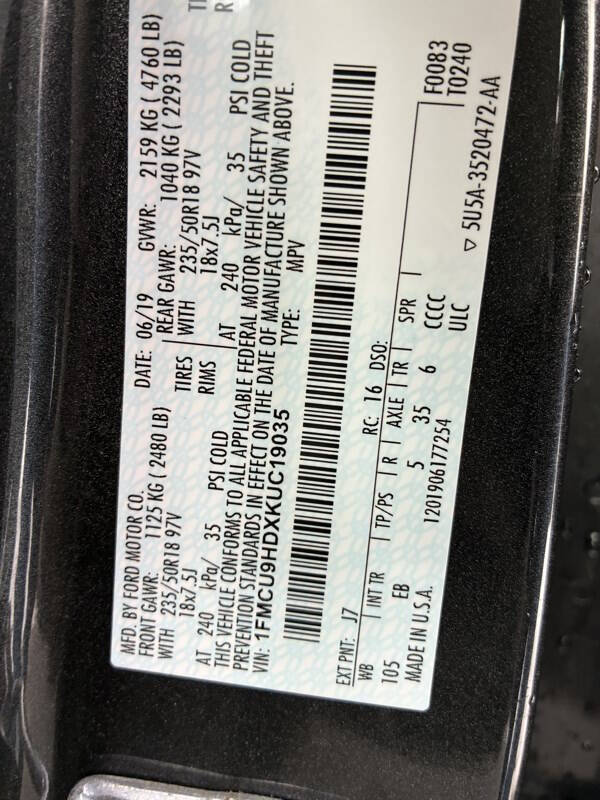 MFD. BY FORD MOTOR CO.
DATE: 06/19 GVWR: 2159 KG ( 4760 LB)
FRONT GAWR: 1125 KG ( 2480 LB) REAR GAWR: 1040 KG ( 2293 LB)
WITH 235/50R18 97V TIRES WITH 235/50R18 97V
18x7.5J RIMS 18x7.5J
AT 240 kPa/ 35 PSI COLD AT 240 kPa/ 35 PSI COLD
THIS VEHICLE CONFORMS TO ALL APPLICABLE FEDERAL MOTOR VEHICLE SAFETY AND THEFT
PREVENTION STANDARDS IN EFFECT ON THE DATE OF MANUFACTURE SHOWN ABOVE.
VIN: 1FMCU9HDXKUC19035 TYPE: MPV
EXT PNT: J7 RC: 16 DSO:
WB INT TR TP/PS R AXLE TR SPR F0083
105 EB 5 35 6 CCCC T0240
MADE IN U.S.A. 1201906177254 ULC
▽ 5U5A-3520472-AA